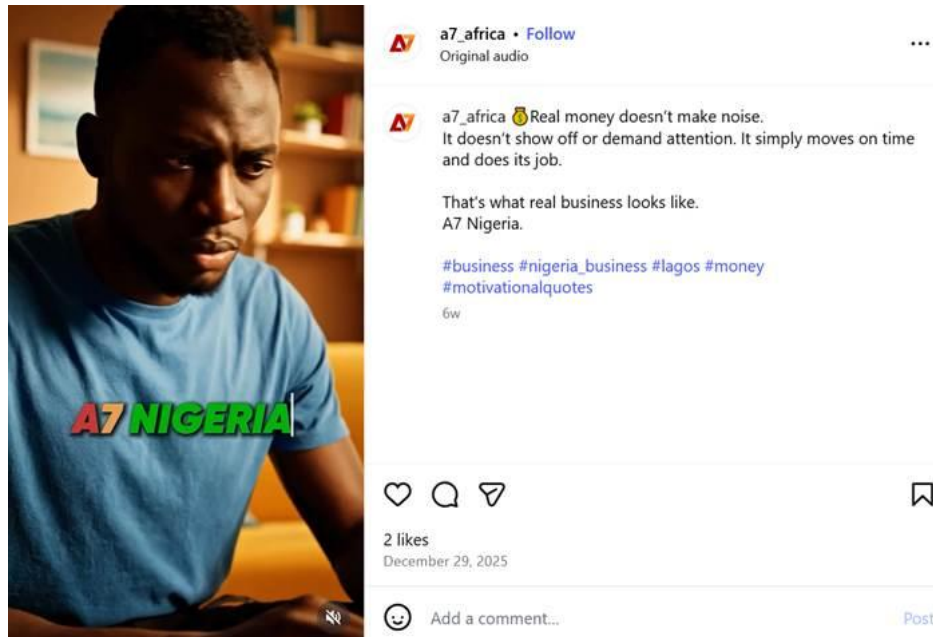 a7_africa • Follow
Original audio
a7_africa 💰Real money doesn't make noise.
It doesn't show off or demand attention. It simply moves on time
and does its job.
That's what real business looks like.
A7 Nigeria.
#business #nigeria_business #lagos #money
#motivationalquotes
6w
A7 NIGERIA
2 likes
December 29, 2025
Add a comment...
Post